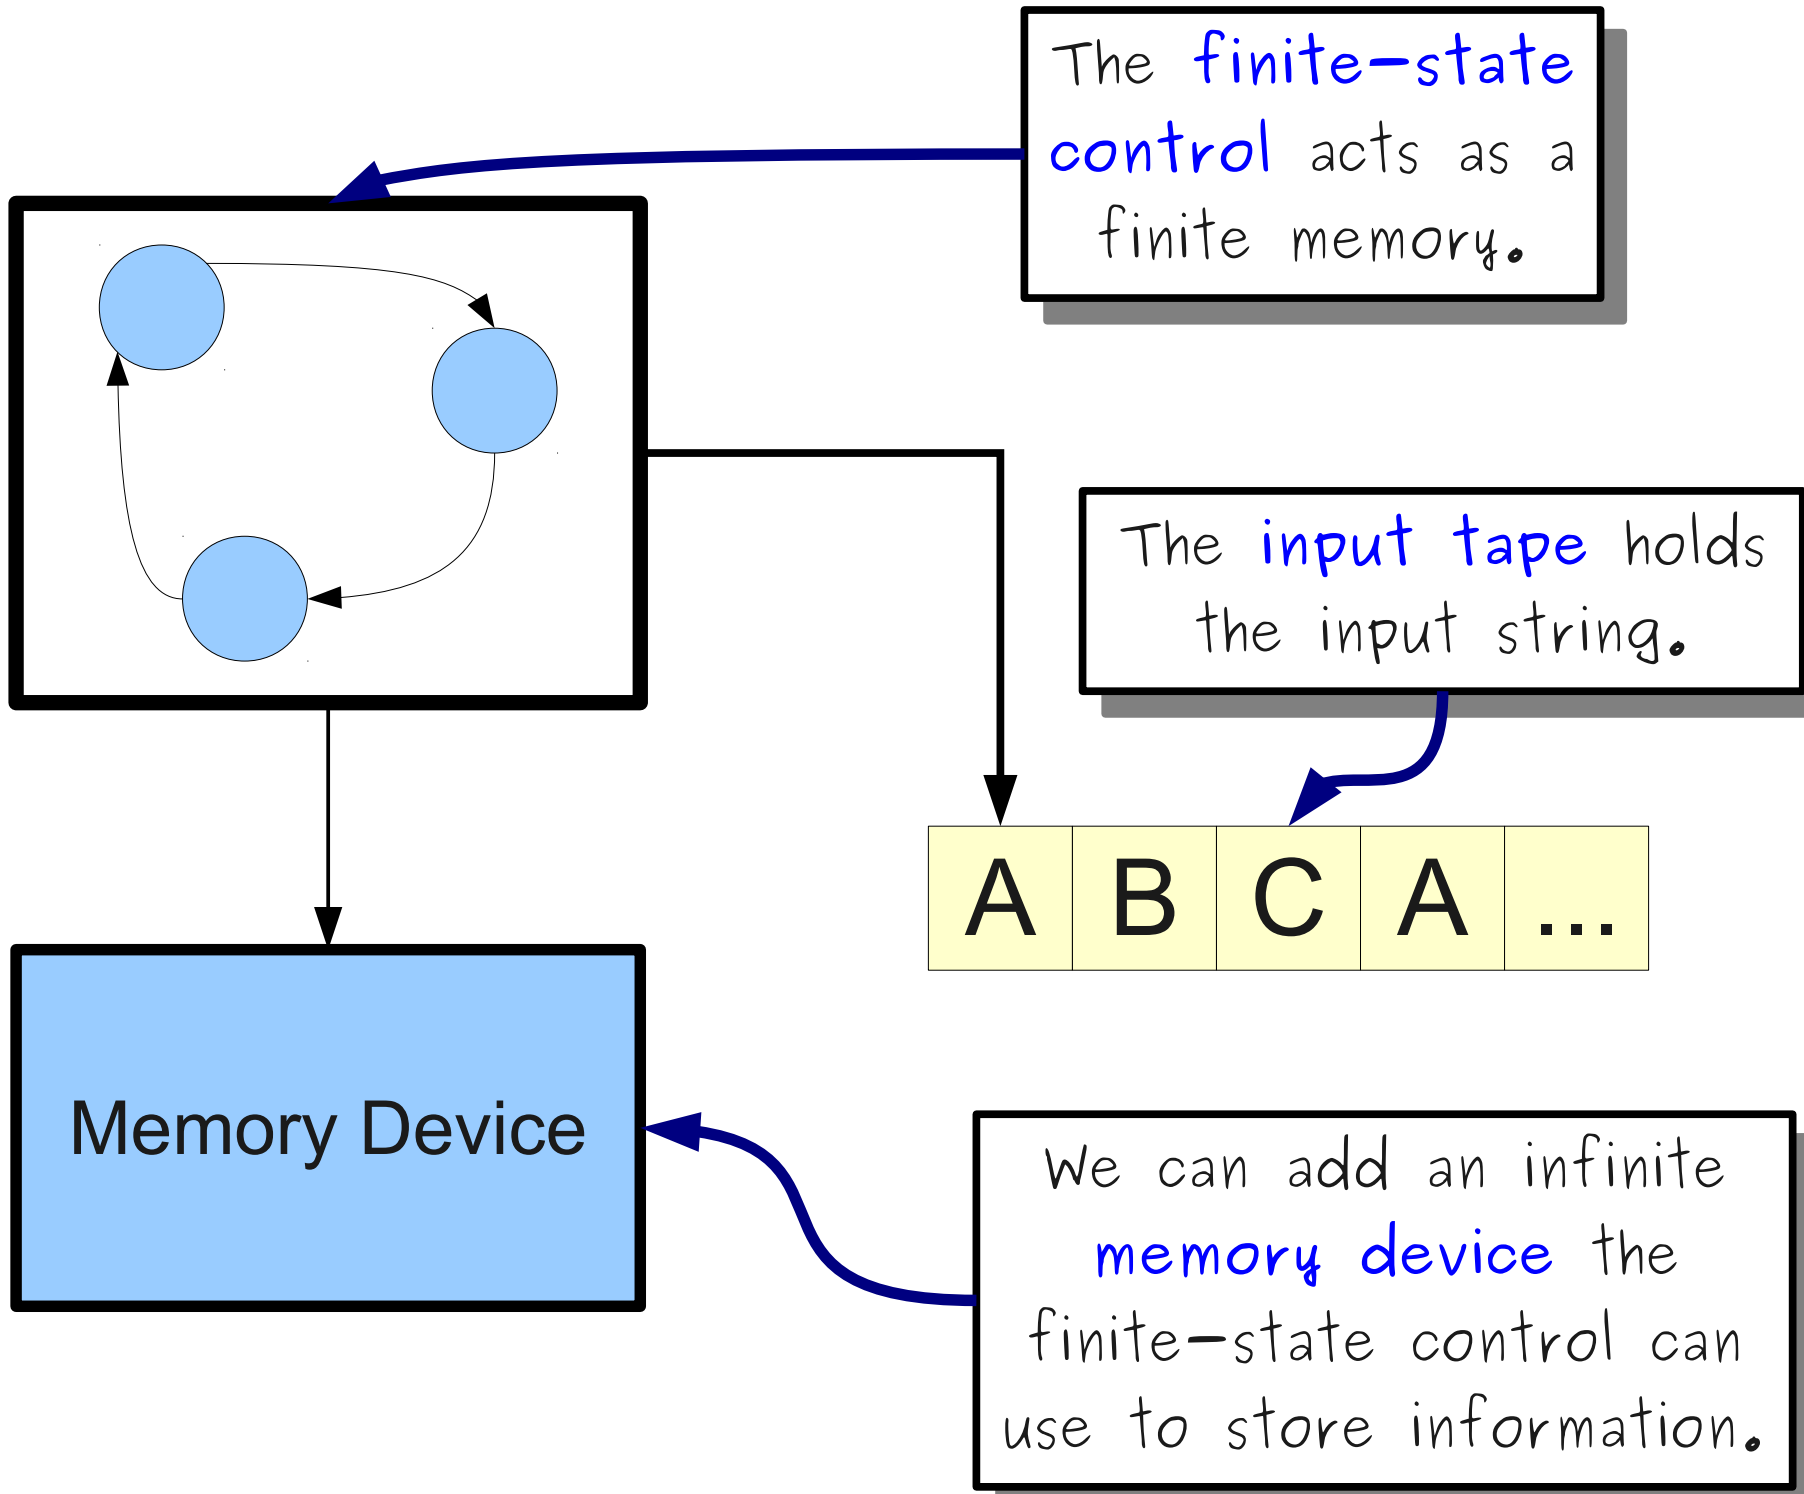 The finite-state
control acts as a
finite memory.
The input tape holds
the input string.
A B C A ...
Memory Device
We can add an infinite
memory device the
finite-state control can
use to store information.